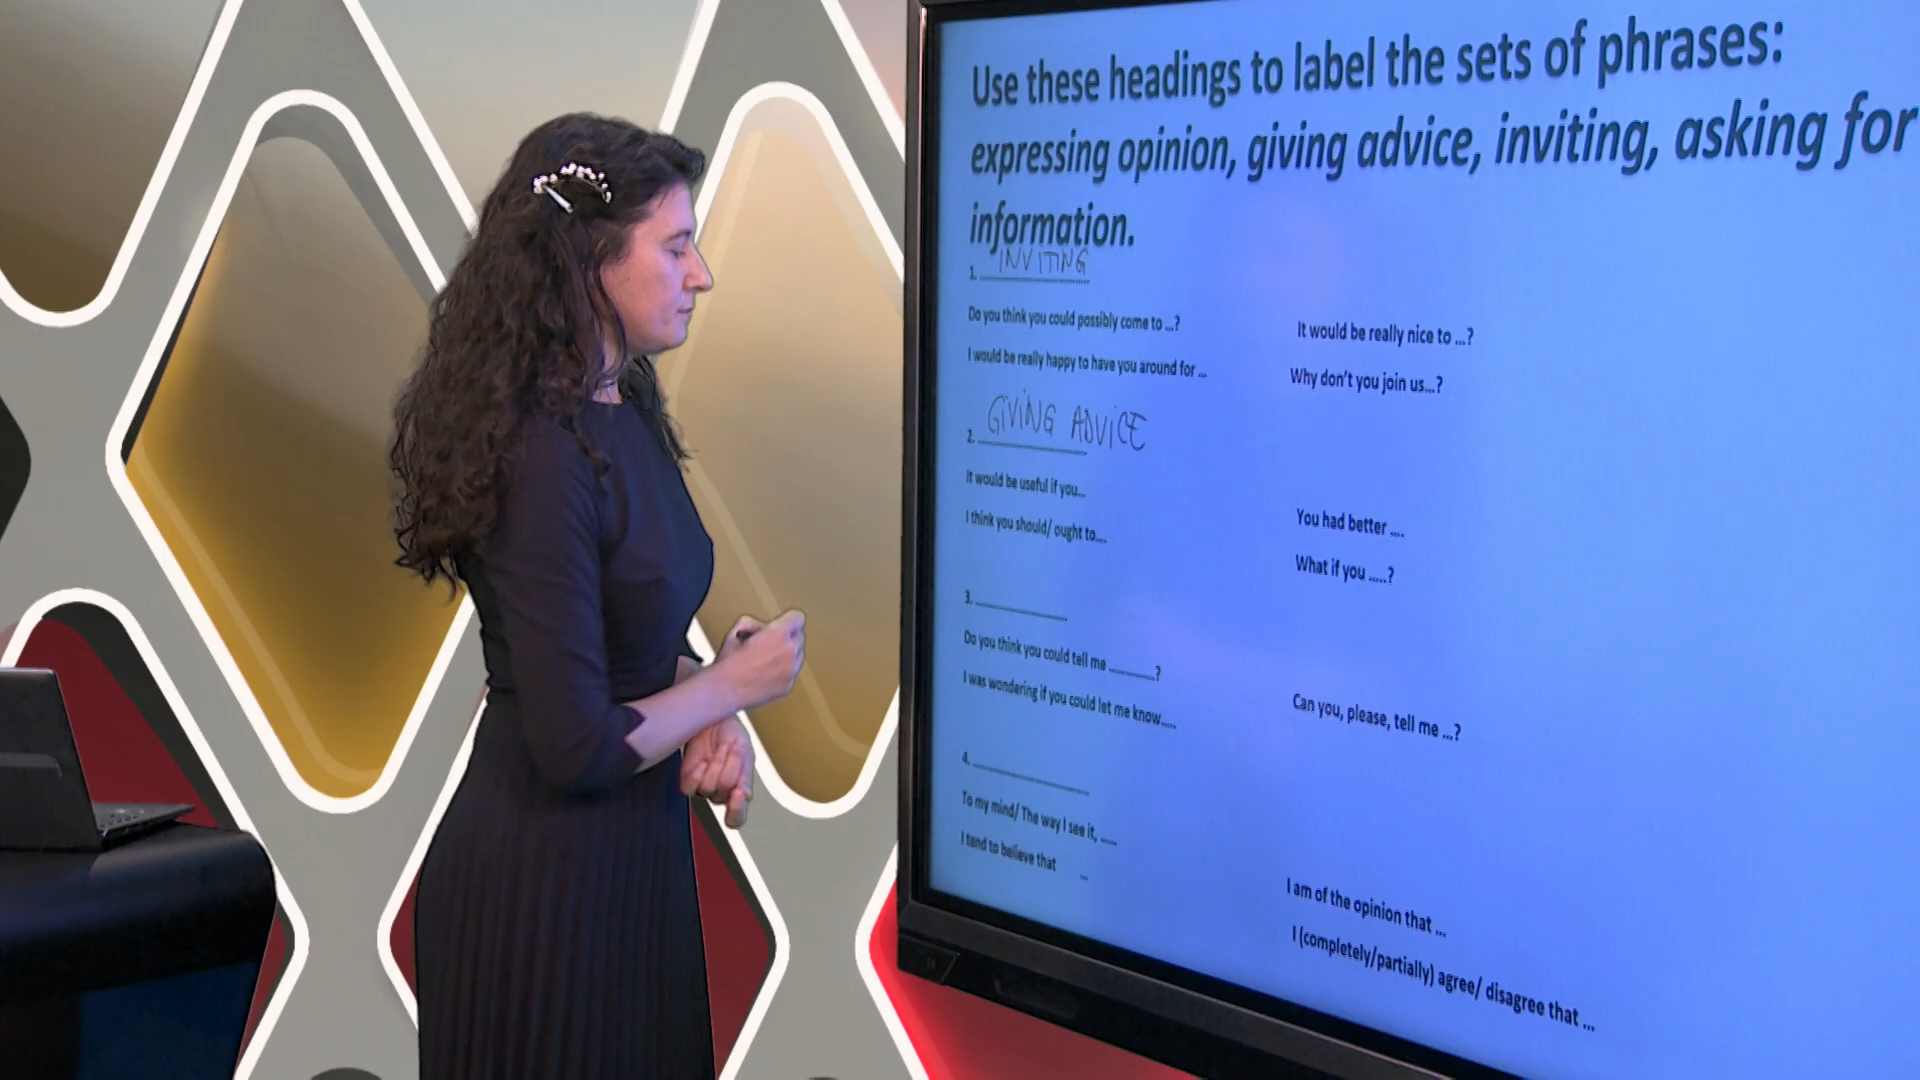 Use these headings to label the sets of phrases:
expressing opinion, giving advice, inviting, asking for
information.
1. INVITING
Do you think you could possibly come to ...?
It would be really nice to ...?
I would be really happy to have you around for ...
Why don't you join us...?
2. GIVING ADVICE
It would be useful if you...
You had better ....
I think you should/ ought to....
What if you .....?
3. ....................
Do you think you could tell me ..............?
I was wondering if you could let me know.....
Can you, please, tell me ...?
4. .........................
To my mind/ The way I see it, .....
I tend to believe that ...
I am of the opinion that ...
I (completely/partially) agree/ disagree that ...